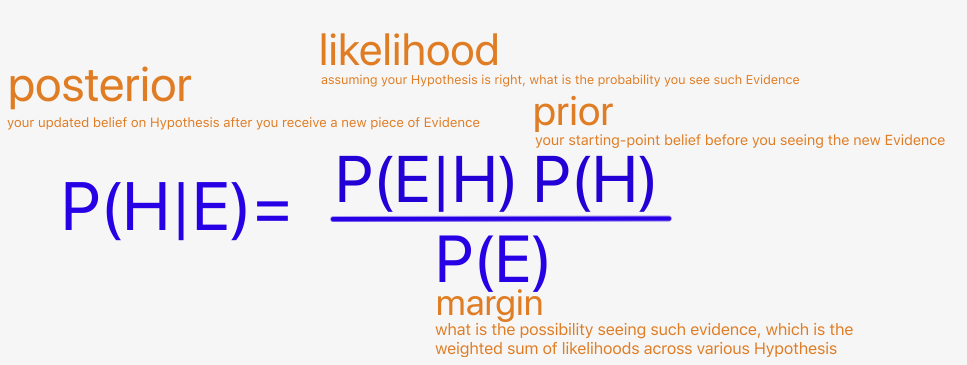 likelihood
assuming your Hypothesis is right, what is the probability you see such Evidence
posterior
your updated belief on Hypothesis after you receive a new piece of Evidence
prior
your starting-point belief before you seeing the new Evidence
P(H|E)=
P(E|H) P(H)
P(E)
margin
what is the possibility seeing such evidence, which is the
weighted sum of likelihoods across various Hypothesis